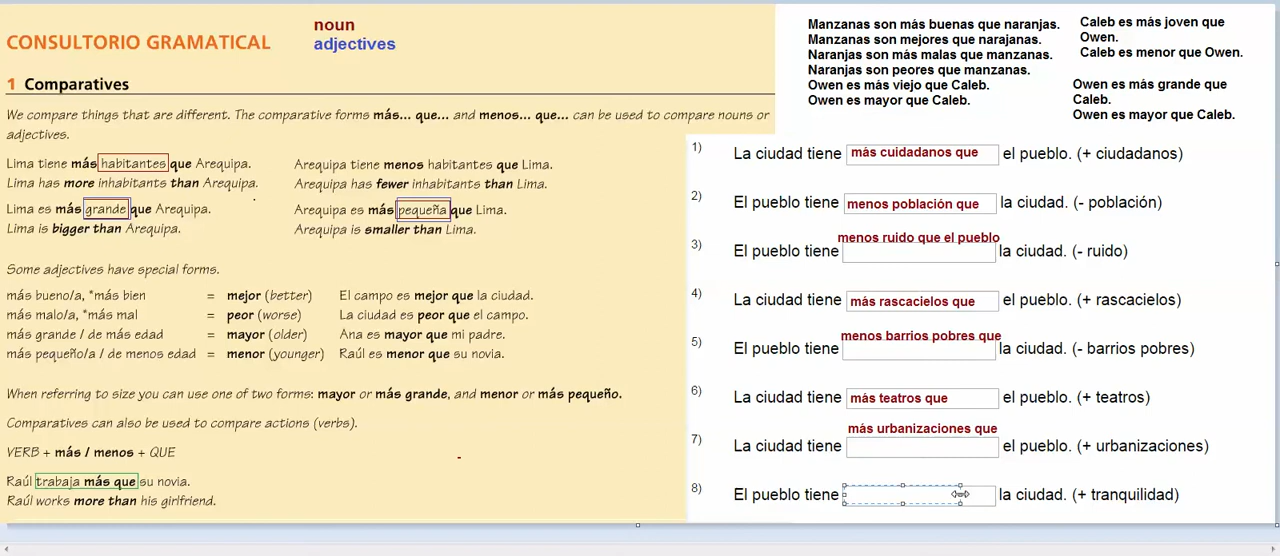 noun
adjectives
CONSULTORIO GRAMATICAL
1 Comparatives
We compare things that are different. The comparative forms más... que... and menos... que... can be used to compare nouns or
adjectives.
Lima tiene más habitantes que Arequipa.
Lima has more inhabitants than Arequipa.
Arequipa tiene menos habitantes que Lima.
Arequipa has fewer inhabitants than Lima.
Lima es más grande que Arequipa.
Lima is bigger than Arequipa.
Arequipa es más pequeña que Lima.
Arequipa is smaller than Lima.
Some adjectives have special forms.
más bueno/a, *más bien = mejor (better) El campo es mejor que la ciudad.
más malo/a, *más mal = peor (worse) La ciudad es peor que el campo.
más grande / de más edad = mayor (older) Ana es mayor que mi padre.
más pequeño/a / de menos edad = menor (younger) Raúl es menor que su novia.
When referring to size you can use one of two forms: mayor or más grande, and menor or más pequeño.
Comparatives can also be used to compare actions (verbs).
VERB + más / menos + QUE
Raúl trabaja más que su novia.
Raúl works more than his girlfriend.
Manzanas son más buenas que naranjas.
Manzanas son mejores que narajanas.
Naranjas son más malas que manzanas.
Naranjas son peores que manzanas.
Owen es más viejo que Caleb.
Owen es mayor que Caleb.
Caleb es más joven que
Owen.
Caleb es menor que Owen.
Owen es más grande que
Caleb.
Owen es mayor que Caleb.
1) La ciudad tiene más cuidadanos que el pueblo. (+ ciudadanos)
2) El pueblo tiene menos población que la ciudad. (- población)
menos ruido que el pueblo
3) El pueblo tiene la ciudad. (- ruido)
4) La ciudad tiene más rascacielos que el pueblo. (+ rascacielos)
menos barrios pobres que
5) El pueblo tiene la ciudad. (- barrios pobres)
6) La ciudad tiene más teatros que el pueblo. (+ teatros)
más urbanizaciones que
7) La ciudad tiene el pueblo. (+ urbanizaciones)
8) El pueblo tiene la ciudad. (+ tranquilidad)